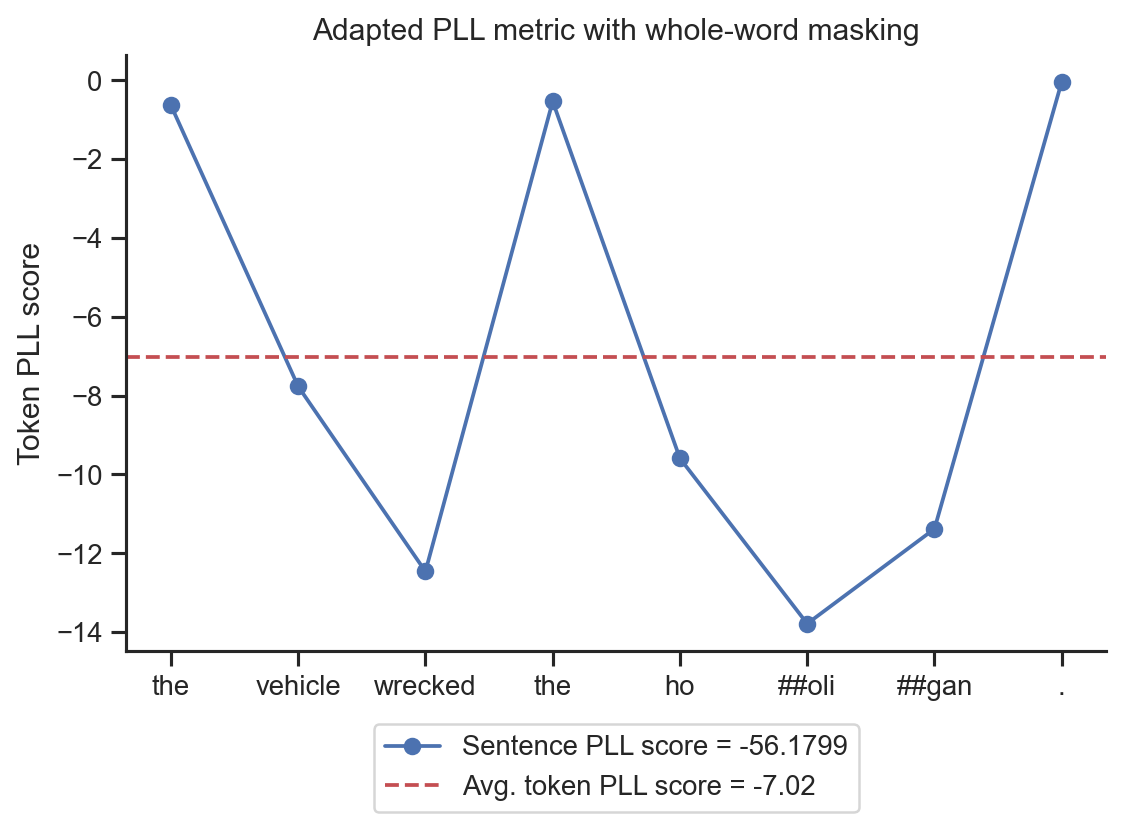 Adapted PLL metric with whole-word masking
Token PLL score
0
−2
−4
−6
−8
−10
−12
−14
the vehicle wrecked the ho ##oli ##gan .
Sentence PLL score = -56.1799
Avg. token PLL score = -7.02